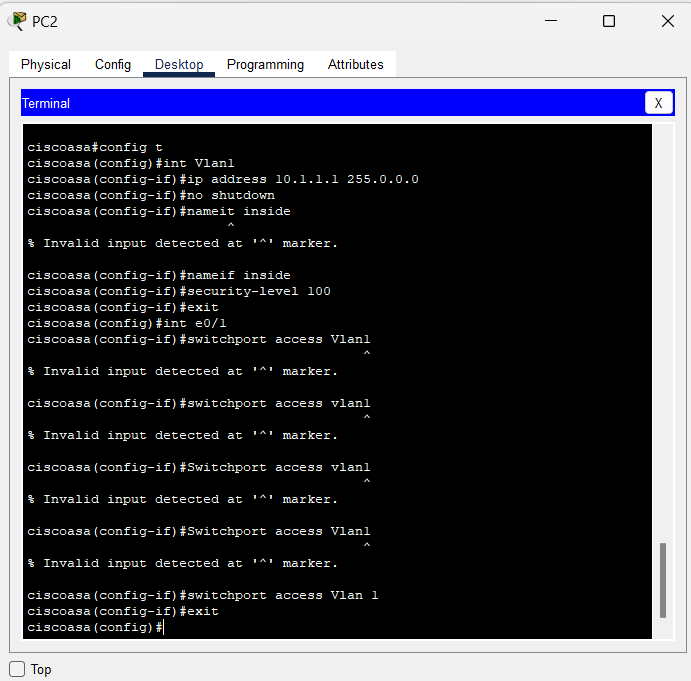 PC2
Physical Config Desktop Programming Attributes
Terminal X
ciscoasa#config t
ciscoasa(config)#int Vlan1
ciscoasa(config-if)#ip address 10.1.1.1 255.0.0.0
ciscoasa(config-if)#no shutdown
ciscoasa(config-if)#nameit inside
^
% Invalid input detected at '^' marker.
ciscoasa(config-if)#nameif inside
ciscoasa(config-if)#security-level 100
ciscoasa(config-if)#exit
ciscoasa(config)#int e0/1
ciscoasa(config-if)#switchport access Vlan1
^
% Invalid input detected at '^' marker.
ciscoasa(config-if)#switchport access vlan1
^
% Invalid input detected at '^' marker.
ciscoasa(config-if)#Switchport access vlan1
^
% Invalid input detected at '^' marker.
ciscoasa(config-if)#Switchport access Vlan1
^
% Invalid input detected at '^' marker.
ciscoasa(config-if)#switchport access Vlan 1
ciscoasa(config-if)#exit
ciscoasa(config)#
Top